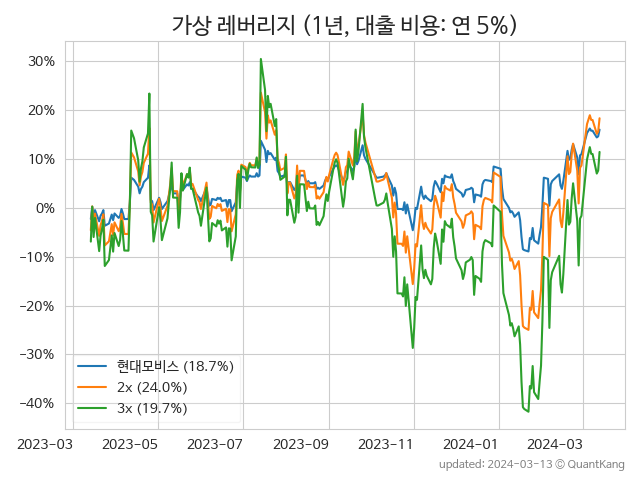 가상 레버리지 (1년, 대출 비용: 연 5%)
30%
20%
10%
0%
−10%
−20%
−30%
−40%
현대모비스 (18.7%)
2x (24.0%)
3x (19.7%)
2023-03 2023-05 2023-07 2023-09 2023-11 2024-01 2024-03
updated: 2024-03-13 © QuantKang